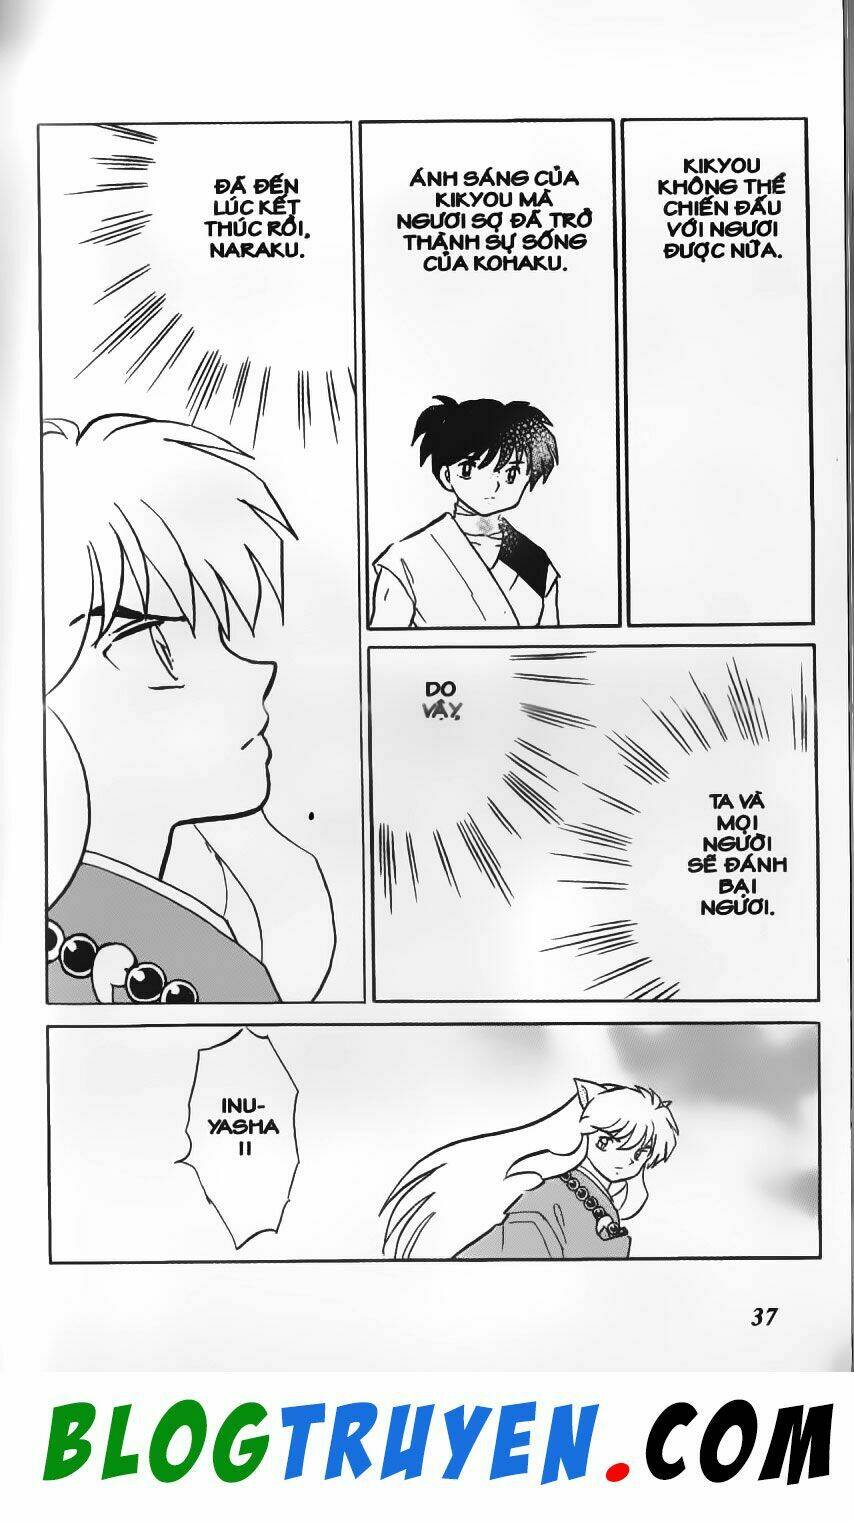 KIKYOU
KHÔNG THỂ
CHIẾN ĐẤU
VỚI NGƯƠI
ĐƯỢC NỮA.
ÁNH SÁNG CỦA
KIKYOU MÀ
NGƯƠI SỢ ĐÃ TRỞ
THÀNH SỰ SỐNG
CỦA KOHAKU.
ĐÃ ĐẾN
LÚC KẾT
THÚC RỒI,
NARAKU.
TA VÀ
MỌI
NGƯỜI
SẼ ĐÁNH
BẠI
NGƯƠI.
DO
VẬY,
INU-
YASHA
!!
37
BLOGTRUYEN.COM